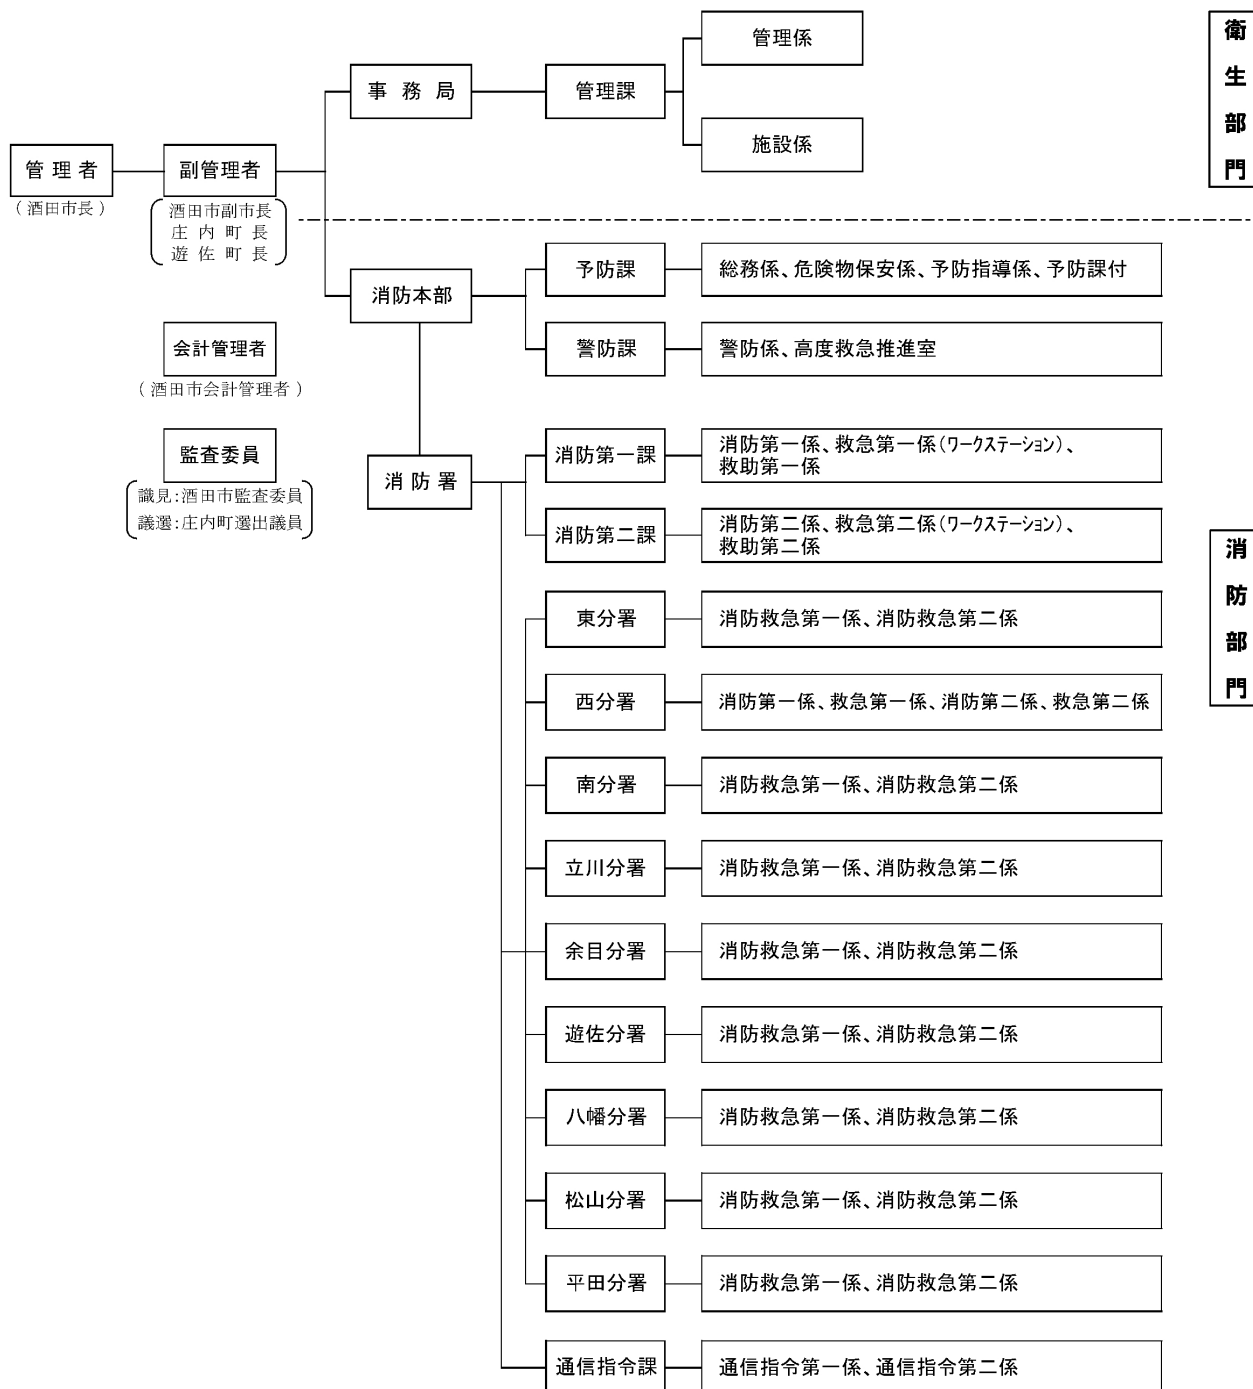 管理係
衛生部門
事務局
管理課
施設係
管理者
(酒田市長)
副管理者
酒田市副市長
庄内町長
遊佐町長
消防本部
予防課
総務係、危険物保安係、予防指導係、予防課付
警防課
警防係、高度救急推進室
会計管理者
(酒田市会計管理者)
監査委員
識見:酒田市監査委員
議選:庄内町選出議員
消防署
消防第一課
消防第一係、救急第一係(ワークステーション)、
救助第一係
消防第二課
消防第二係、救急第二係(ワークステーション)、
救助第二係
消防部門
東分署
消防救急第一係、消防救急第二係
西分署
消防第一係、救急第一係、消防第二係、救急第二係
南分署
消防救急第一係、消防救急第二係
立川分署
消防救急第一係、消防救急第二係
余目分署
消防救急第一係、消防救急第二係
遊佐分署
消防救急第一係、消防救急第二係
八幡分署
消防救急第一係、消防救急第二係
松山分署
消防救急第一係、消防救急第二係
平田分署
消防救急第一係、消防救急第二係
通信指令課
通信指令第一係、通信指令第二係